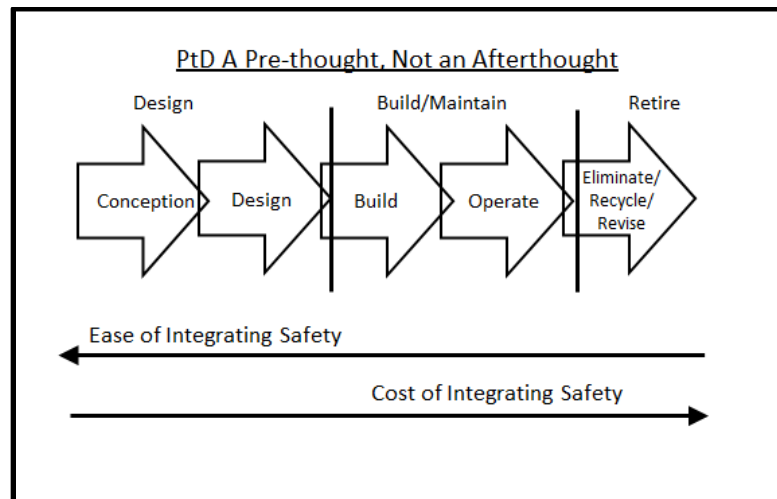 PtD A Pre-thought, Not an Afterthought
Design
Build/Maintain
Retire
Conception
Design
Build
Operate
Eliminate/
Recycle/
Revise
Ease of Integrating Safety
Cost of Integrating Safety